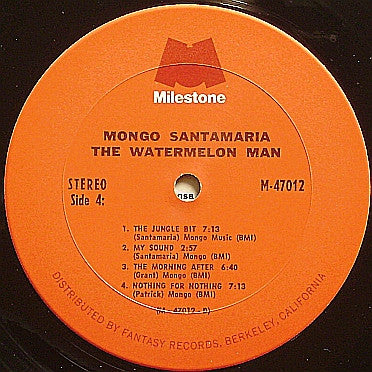 Milestone
MONGO SANTAMARIA
THE WATERMELON MAN
STEREO
Side 4:
M-47012
1. THE JUNGLE BIT 7:13
(Santamaria) Mongo Music (BMI)
2. MY SOUND 2:57
(Santamaria) Mongo (BMI)
3. THE MORNING AFTER 6:40
(Grant) Mongo (BMI)
4. NOTHING FOR NOTHING 7:13
(Patrick) Mongo (BMI)
DISTRIBUTED BY FANTASY RECORDS, BERKELEY, CALIFORNIA